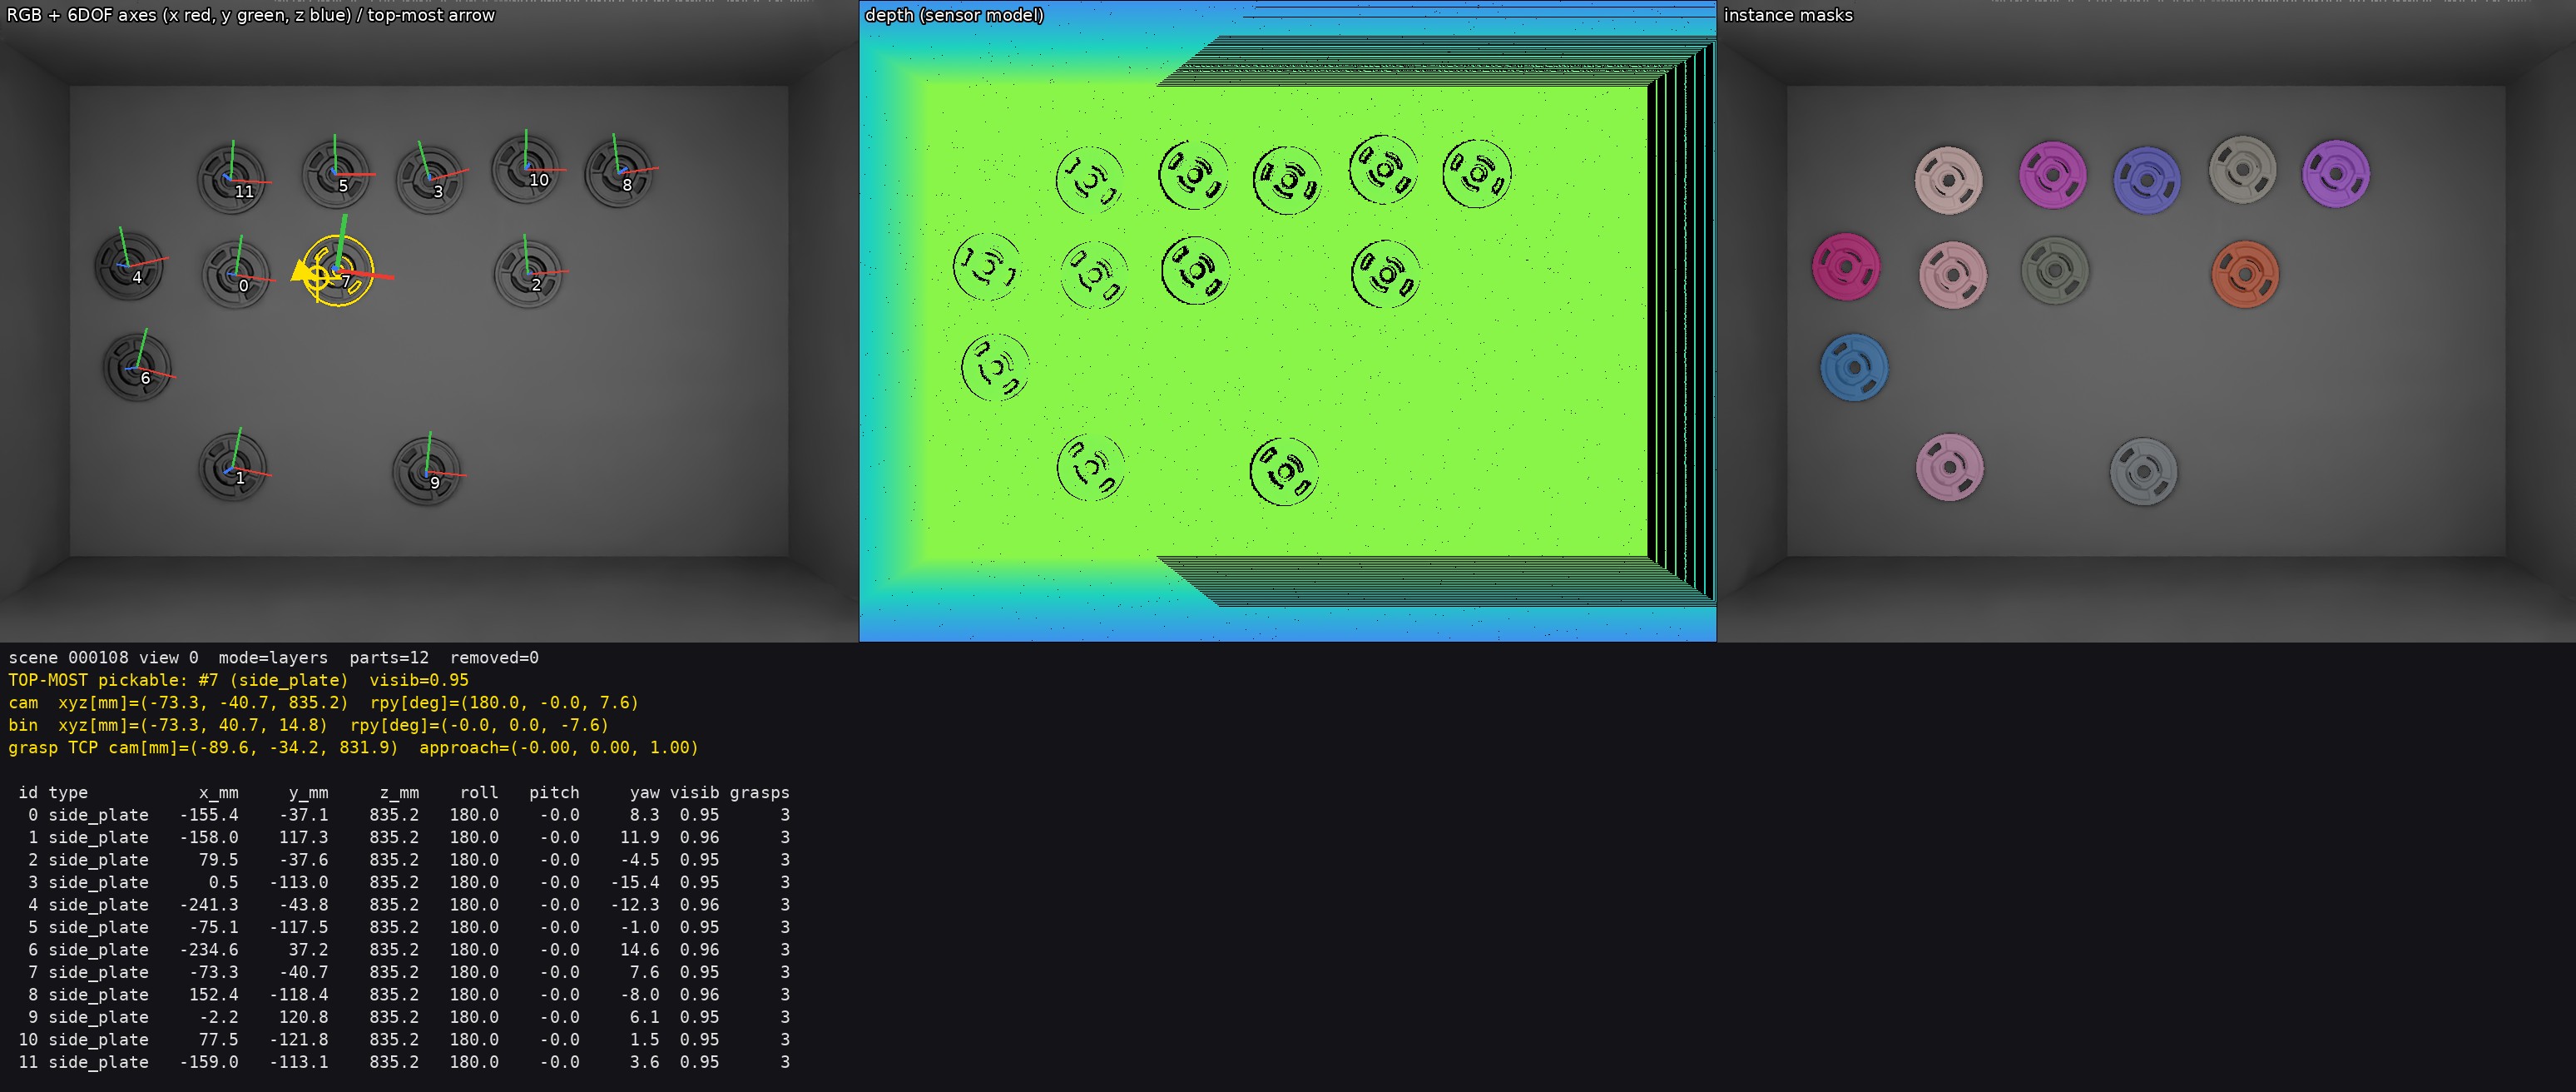 RGB + 6DOF axes (x red, y green, z blue) / top-most arrow
depth (sensor model)
instance masks
11
5
3
10
8
4
0
7
2
6
1
9
scene 000108 view 0  mode=layers  parts=12  removed=0
TOP-MOST pickable: #7 (side_plate)  visib=0.95
cam  xyz[mm]=(-73.3, -40.7, 835.2)  rpy[deg]=(180.0, -0.0, 7.6)
bin  xyz[mm]=(-73.3, 40.7, 14.8)  rpy[deg]=(-0.0, 0.0, -7.6)
grasp TCP cam[mm]=(-89.6, -34.2, 831.9)  approach=(-0.00, 0.00, 1.00)
id type x_mm y_mm z_mm roll pitch yaw visib grasps
0 side_plate -155.4 -37.1 835.2 180.0 -0.0 8.3 0.95 3
1 side_plate -158.0 117.3 835.2 180.0 -0.0 11.9 0.96 3
2 side_plate 79.5 -37.6 835.2 180.0 -0.0 -4.5 0.95 3
3 side_plate 0.5 -113.0 835.2 180.0 -0.0 -15.4 0.95 3
4 side_plate -241.3 -43.8 835.2 180.0 -0.0 -12.3 0.96 3
5 side_plate -75.1 -117.5 835.2 180.0 -0.0 -1.0 0.95 3
6 side_plate -234.6 37.2 835.2 180.0 -0.0 14.6 0.96 3
7 side_plate -73.3 -40.7 835.2 180.0 -0.0 7.6 0.95 3
8 side_plate 152.4 -118.4 835.2 180.0 -0.0 -8.0 0.96 3
9 side_plate -2.2 120.8 835.2 180.0 -0.0 6.1 0.95 3
10 side_plate 77.5 -121.8 835.2 180.0 -0.0 1.5 0.95 3
11 side_plate -159.0 -113.1 835.2 180.0 -0.0 3.6 0.95 3